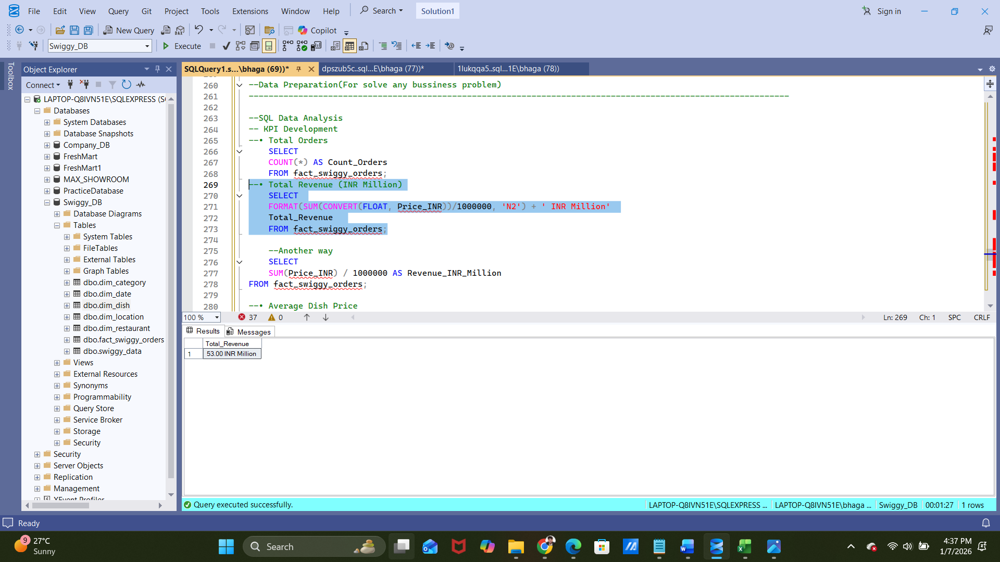 File Edit View Query Git Project Tools Extensions Window Help Search Solution1 Sign in
New Query DAX Copilot
Swiggy_DB Execute
Toolbox
Object Explorer
Connect
LAPTOP-Q8IVN51E\SQLEXPRESS (S
Databases
System Databases
Database Snapshots
Company_DB
FreshMart
FreshMart1
MAX_SHOWROOM
PracticeDatabase
Swiggy_DB
Database Diagrams
Tables
System Tables
FileTables
External Tables
Graph Tables
dbo.dim_category
dbo.dim_date
dbo.dim_dish
dbo.dim_location
dbo.dim_restaurant
dbo.fact_swiggy_orders
dbo.swiggy_data
Views
External Resources
Synonyms
Programmability
Query Store
Service Broker
Storage
Security
Security
Server Objects
Replication
Management
XEvent Profiler
SQLQuery1.s...\bhaga (69))* dpszub5c..sql...E\bhaga (77))* 1lukqqa5..sql...1E\bhaga (78))
260 --Data Preparation(For solve any bussiness problem)
261 -------------------------------------------------------------------------------------------------------------
262
263 --SQL Data Analysis
264 -- KPI Development
265 --• Total Orders
266 SELECT
267 COUNT(*) AS Count_Orders
268 FROM fact_swiggy_orders;
269 --• Total Revenue (INR Million)
270 SELECT
271 FORMAT(SUM(CONVERT(FLOAT, Price_INR))/1000000, 'N2') + ' INR Million'
272 Total_Revenue
273 FROM fact_swiggy_orders;
274
275 --Another way
276 SELECT
277 SUM(Price_INR) / 1000000 AS Revenue_INR_Million
278 FROM fact_swiggy_orders;
279
280 --• Average Dish Price
100 % 37 0 Ln: 269 Ch: 1 SPC CRLF
Results Messages
Total_Revenue
1 53.00 INR Million
Query executed successfully. LAPTOP-Q8IVN51E\SQLEXPRESS ... LAPTOP-Q8IVN51E\bhaga ... Swiggy_DB 00:01:27 1 rows
Ready
9 27°C
Sunny
Search
4:37 PM
1/7/2026